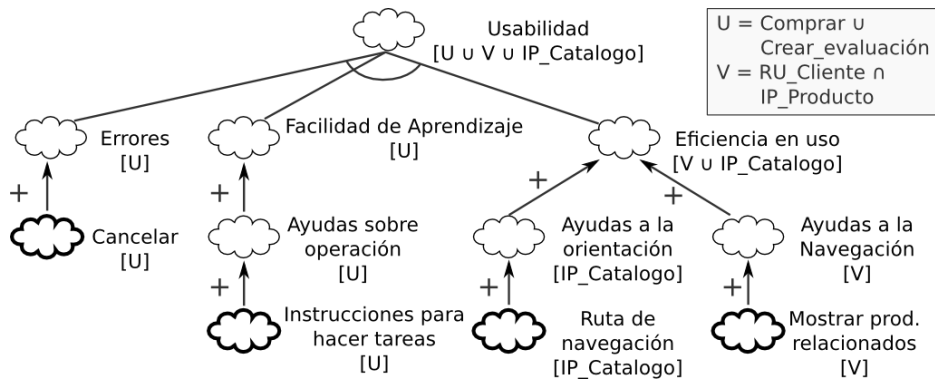 Usabilidad
[U ∪ V ∪ IP_Catalogo]
U = Comprar ∪
Crear_evaluación
V = RU_Cliente ∩
IP_Producto
Errores
[U]
Facilidad de Aprendizaje
[U]
Eficiencia en uso
[V ∪ IP_Catalogo]
+
+
+
+
Cancelar
[U]
Ayudas sobre
operación
[U]
Ayudas a la
orientación
[IP_Catalogo]
Ayudas a la
Navegación
[V]
+
+
+
Instrucciones para
hacer tareas
[U]
Ruta de
navegación
[IP_Catalogo]
Mostrar prod.
relacionados
[V]